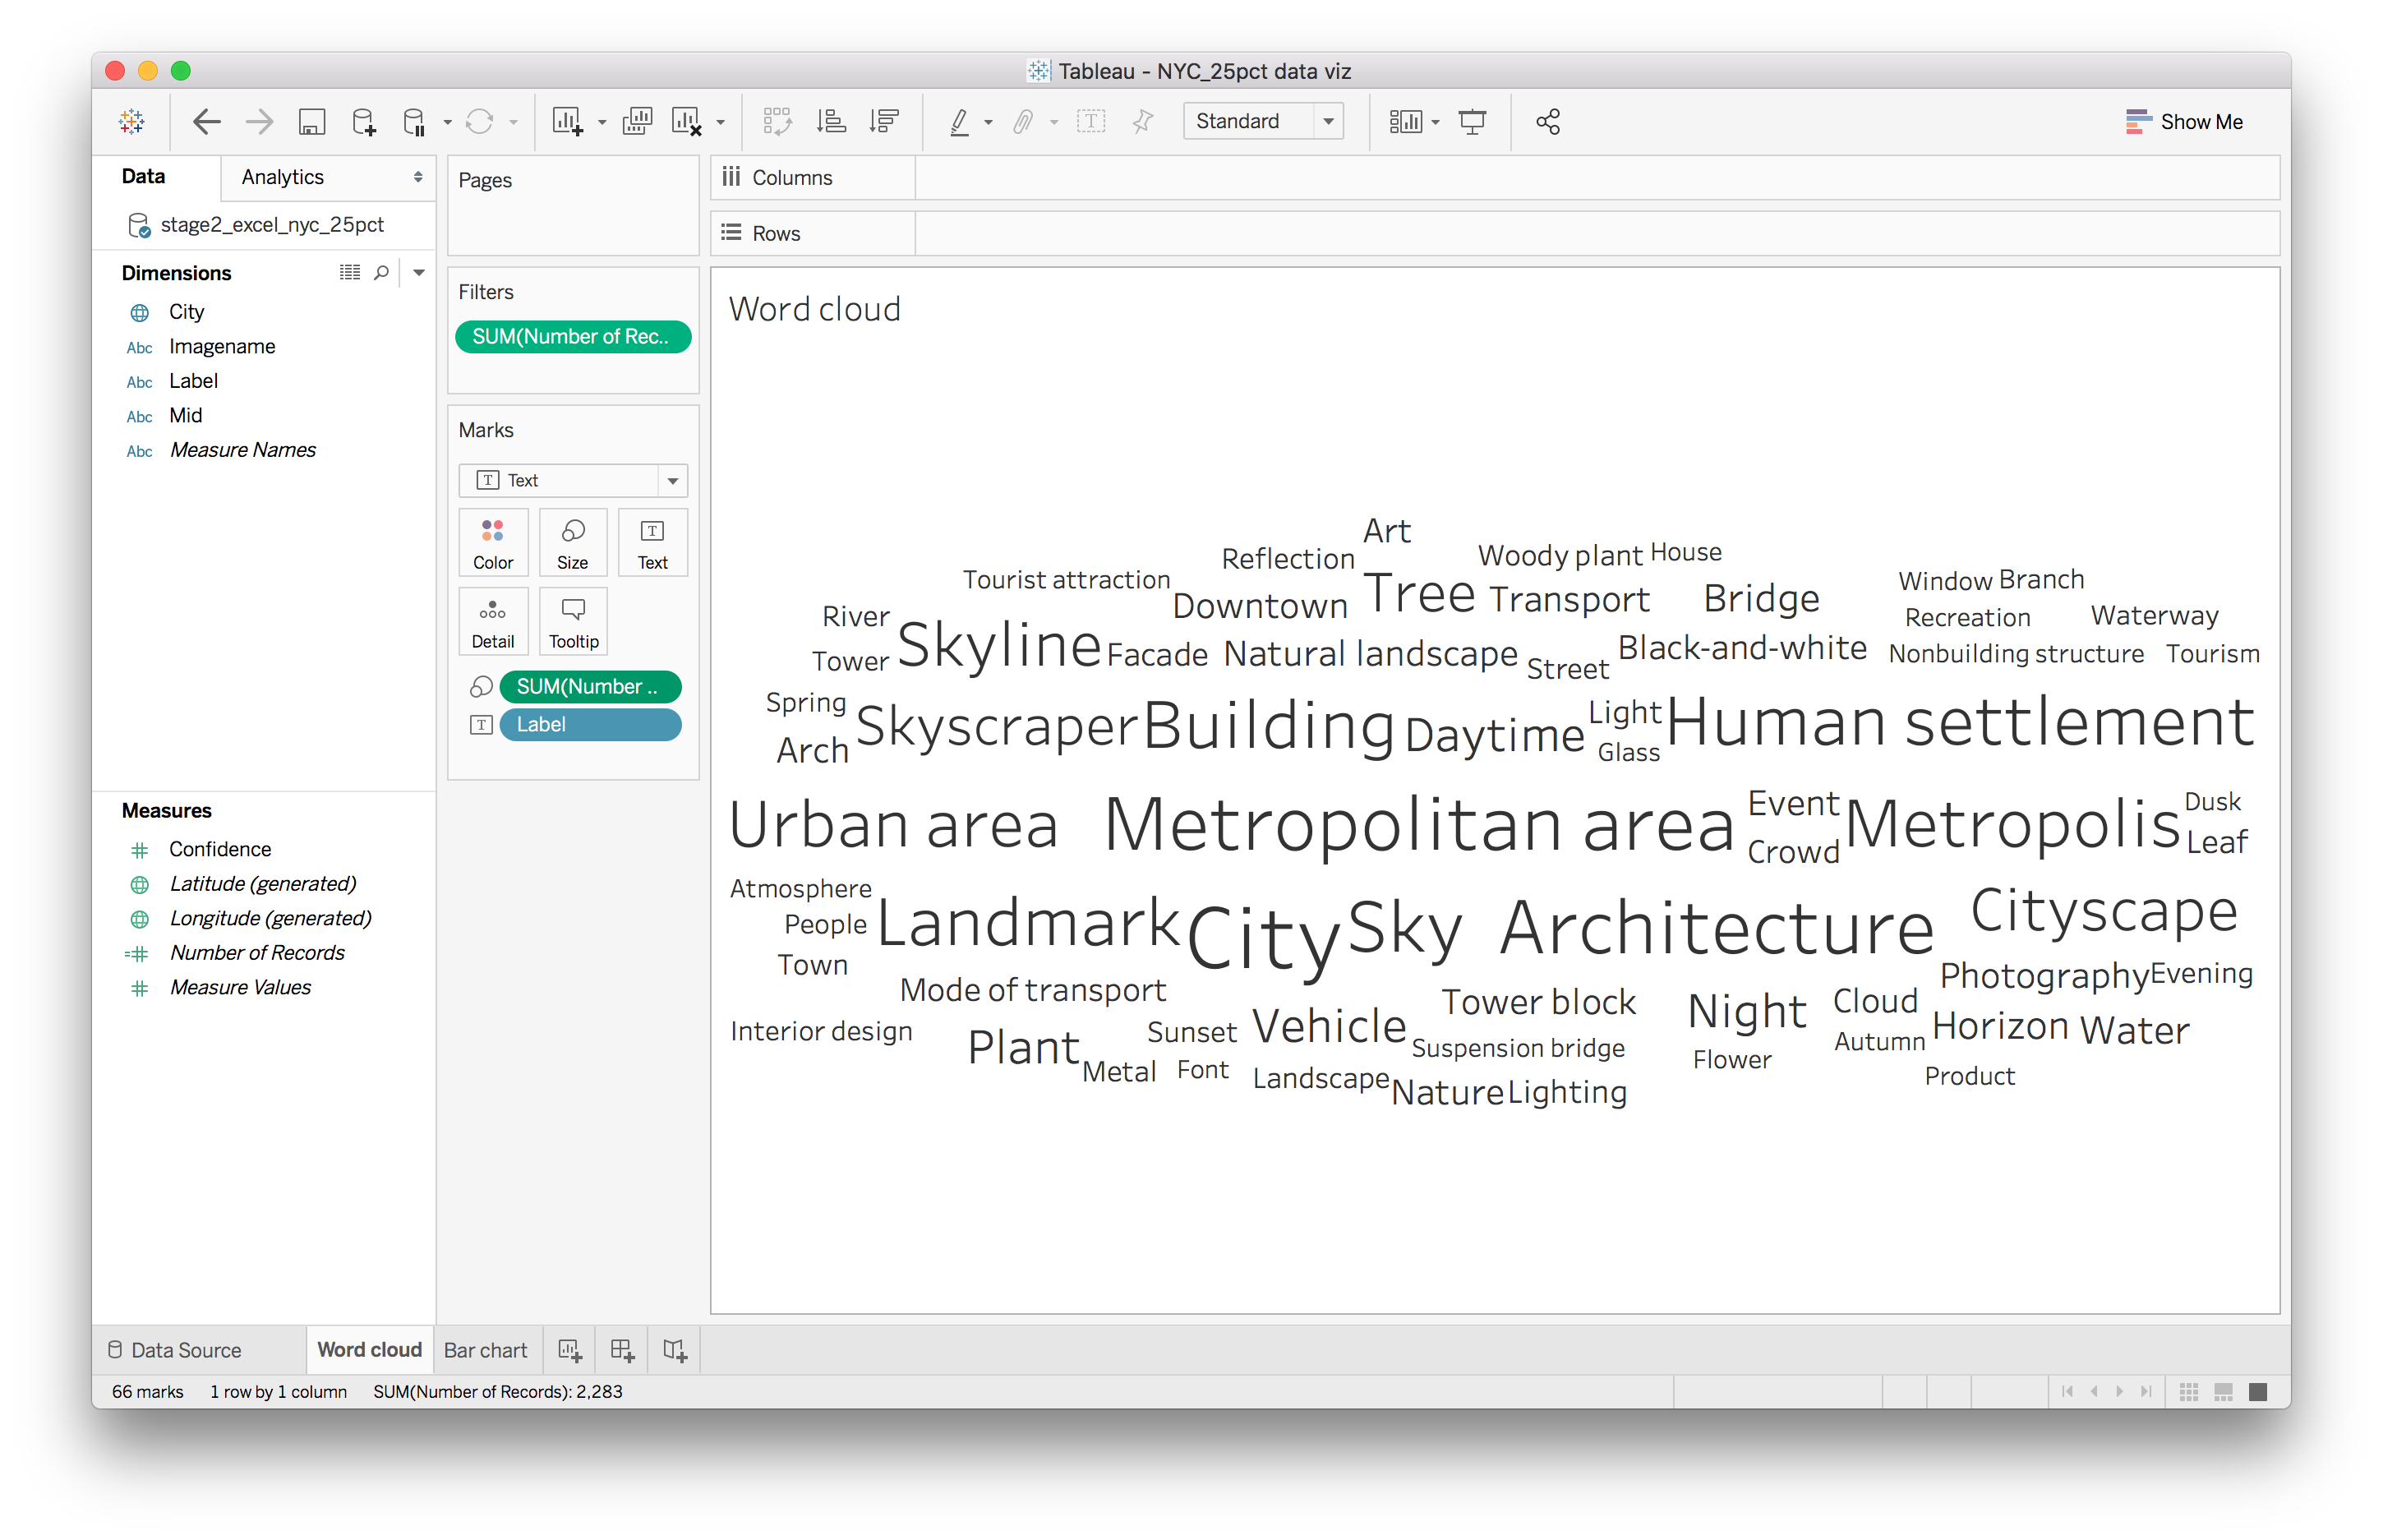 Tableau - NYC_25pct data viz
Standard
Show Me
Data
Analytics
stage2_excel_nyc_25pct
Dimensions
City
Abc Imagename
Abc Label
Abc Mid
Abc Measure Names
Measures
Confidence
Latitude (generated)
Longitude (generated)
Number of Records
Measure Values
Pages
Filters
SUM(Number of Rec..
Marks
T Text
Color
Size
T Text
Detail
Tooltip
SUM(Number ..
T Label
Columns
Rows
Word cloud
Art
Reflection
Woody plant
House
Tourist attraction
Window
Branch
Downtown
Tree
Transport
Bridge
River
Recreation
Waterway
Skyline
Facade
Natural landscape
Street
Black-and-white
Tower
Nonbuilding structure
Tourism
Spring
Arch
Skyscraper
Building
Daytime
Light
Glass
Human settlement
Urban area
Metropolitan area
Event
Crowd
Metropolis
Dusk
Leaf
Atmosphere
People
Town
Landmark
City
Sky
Architecture
Cityscape
Photography
Evening
Mode of transport
Tower block
Night
Cloud
Interior design
Plant
Sunset
Vehicle
Suspension bridge
Autumn
Horizon
Water
Metal
Font
Landscape
Nature
Lighting
Flower
Product
Data Source
Word cloud
Bar chart
66 marks
1 row by 1 column
SUM(Number of Records): 2,283